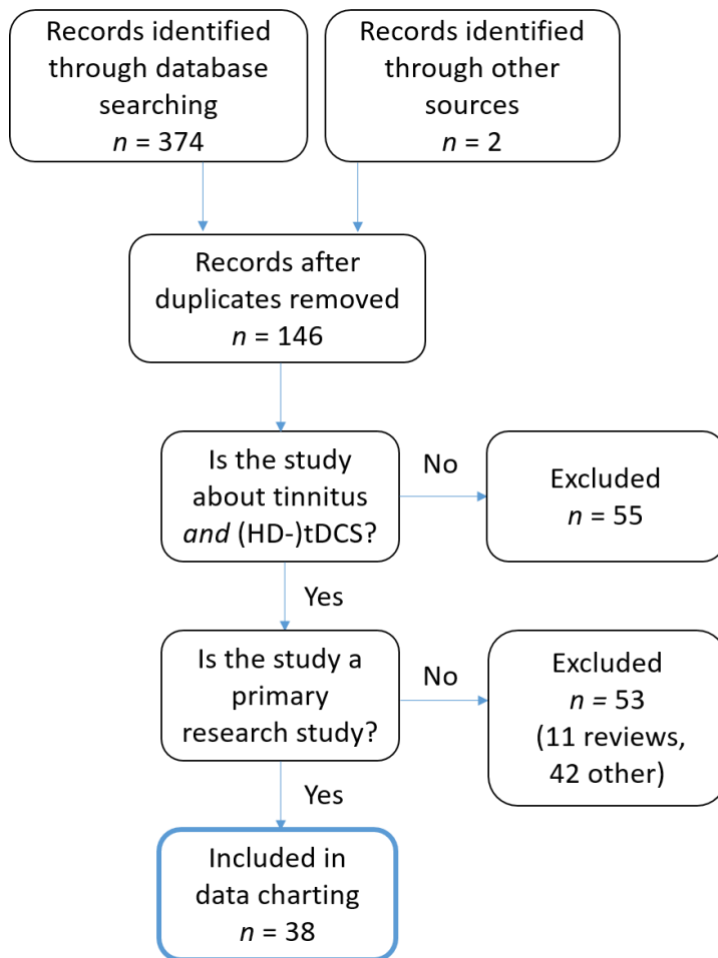 Records identified
through database
searching
n = 374
Records identified
through other
sources
n = 2
Records after
duplicates removed
n = 146
Is the study
about tinnitus
and (HD-)tDCS?
No
Excluded
n = 55
Yes
Is the study a
primary
research study?
No
Excluded
n = 53
(11 reviews,
42 other)
Yes
Included in
data charting
n = 38